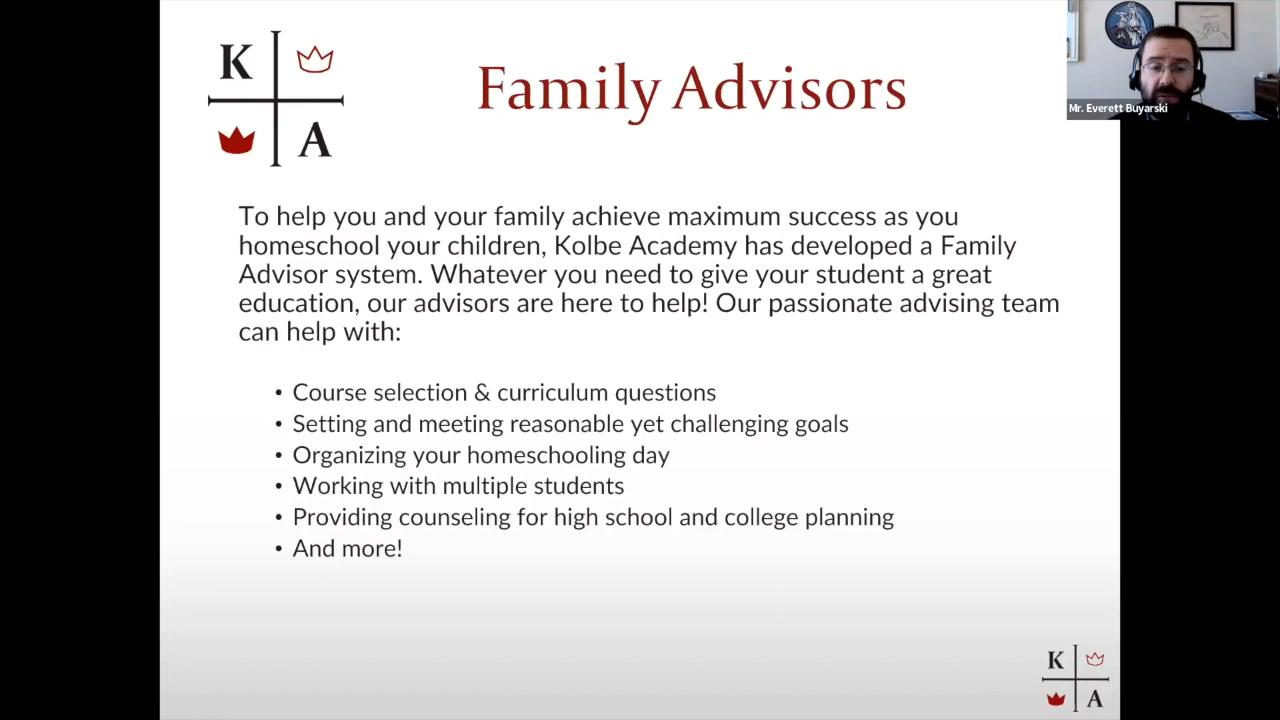 K
A
Family Advisors
Mr. Everett Buyarski
To help you and your family achieve maximum success as you
homeschool your children, Kolbe Academy has developed a Family
Advisor system. Whatever you need to give your student a great
education, our advisors are here to help! Our passionate advising team
can help with:
• Course selection & curriculum questions
• Setting and meeting reasonable yet challenging goals
• Organizing your homeschooling day
• Working with multiple students
• Providing counseling for high school and college planning
• And more!
K
A